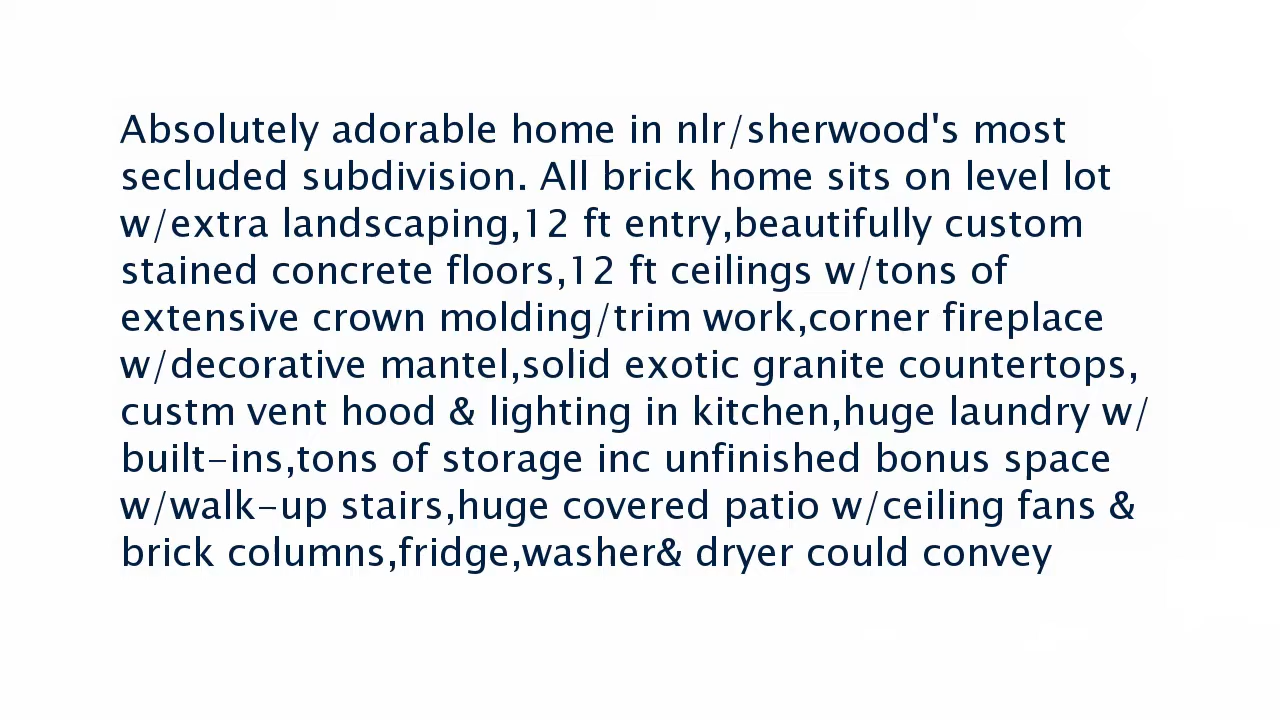 Absolutely adorable home in nlr/sherwood's most
secluded subdivision. All brick home sits on level lot
w/extra landscaping,12 ft entry,beautifully custom
stained concrete floors,12 ft ceilings w/tons of
extensive crown molding/trim work,corner fireplace
w/decorative mantel,solid exotic granite countertops,
custm vent hood & lighting in kitchen,huge laundry w/
built-ins,tons of storage inc unfinished bonus space
w/walk-up stairs,huge covered patio w/ceiling fans &
brick columns,fridge,washer& dryer could convey